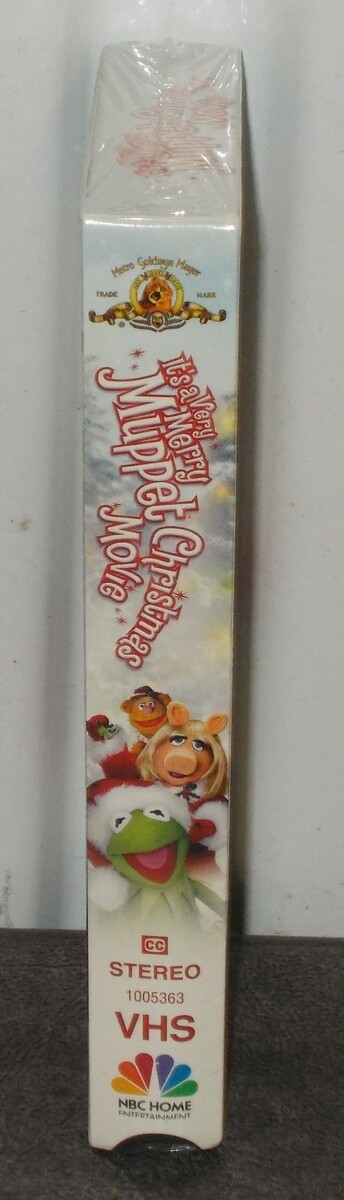 Metro Goldwyn Mayer
TRADE MARK
®
It's a Very
Merry
Muppet Christmas
Movie
CC
STEREO
1005363
VHS
NBC HOME
ENTERTAINMENT